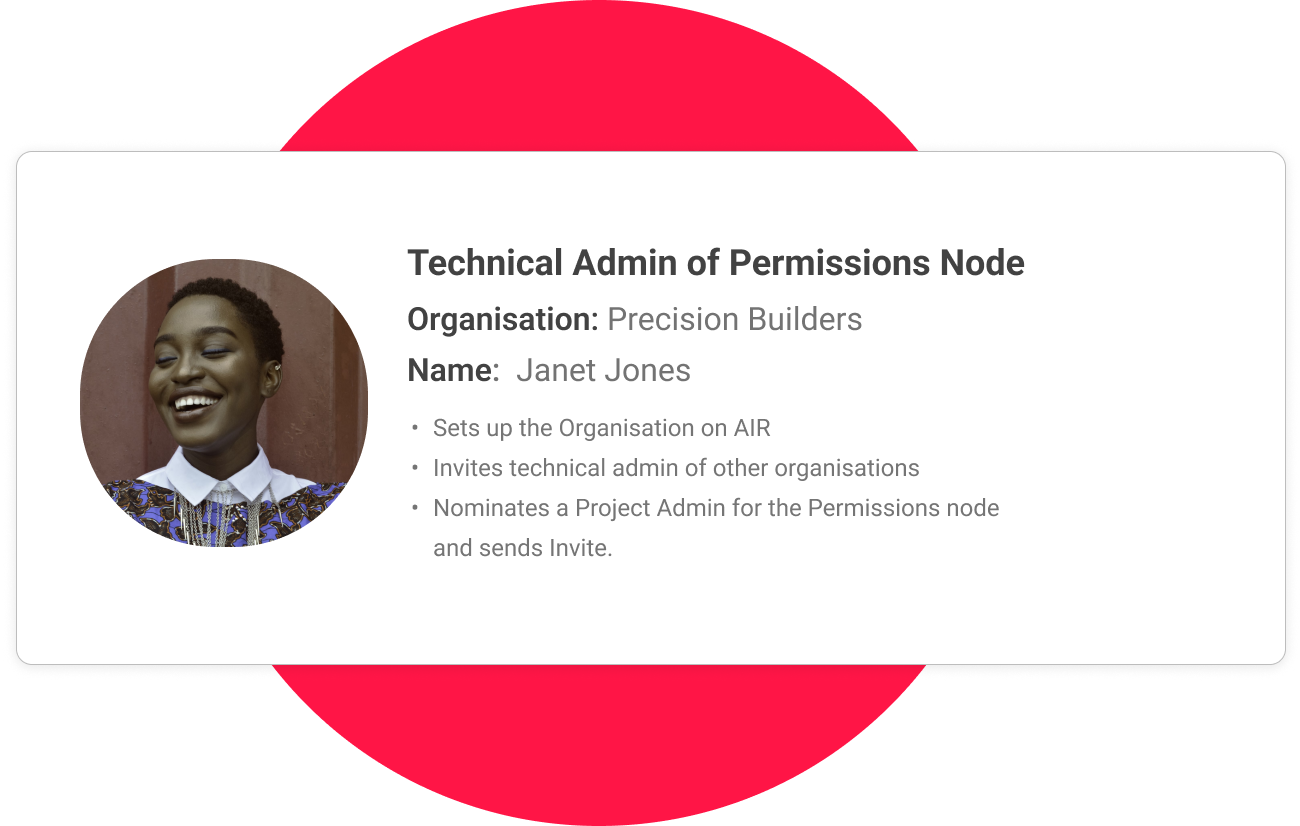 Technical Admin of Permissions Node
Organisation: Precision Builders
Name: Janet Jones
• Sets up the Organisation on AIR
• Invites technical admin of other organisations
• Nominates a Project Admin for the Permissions node
and sends Invite.